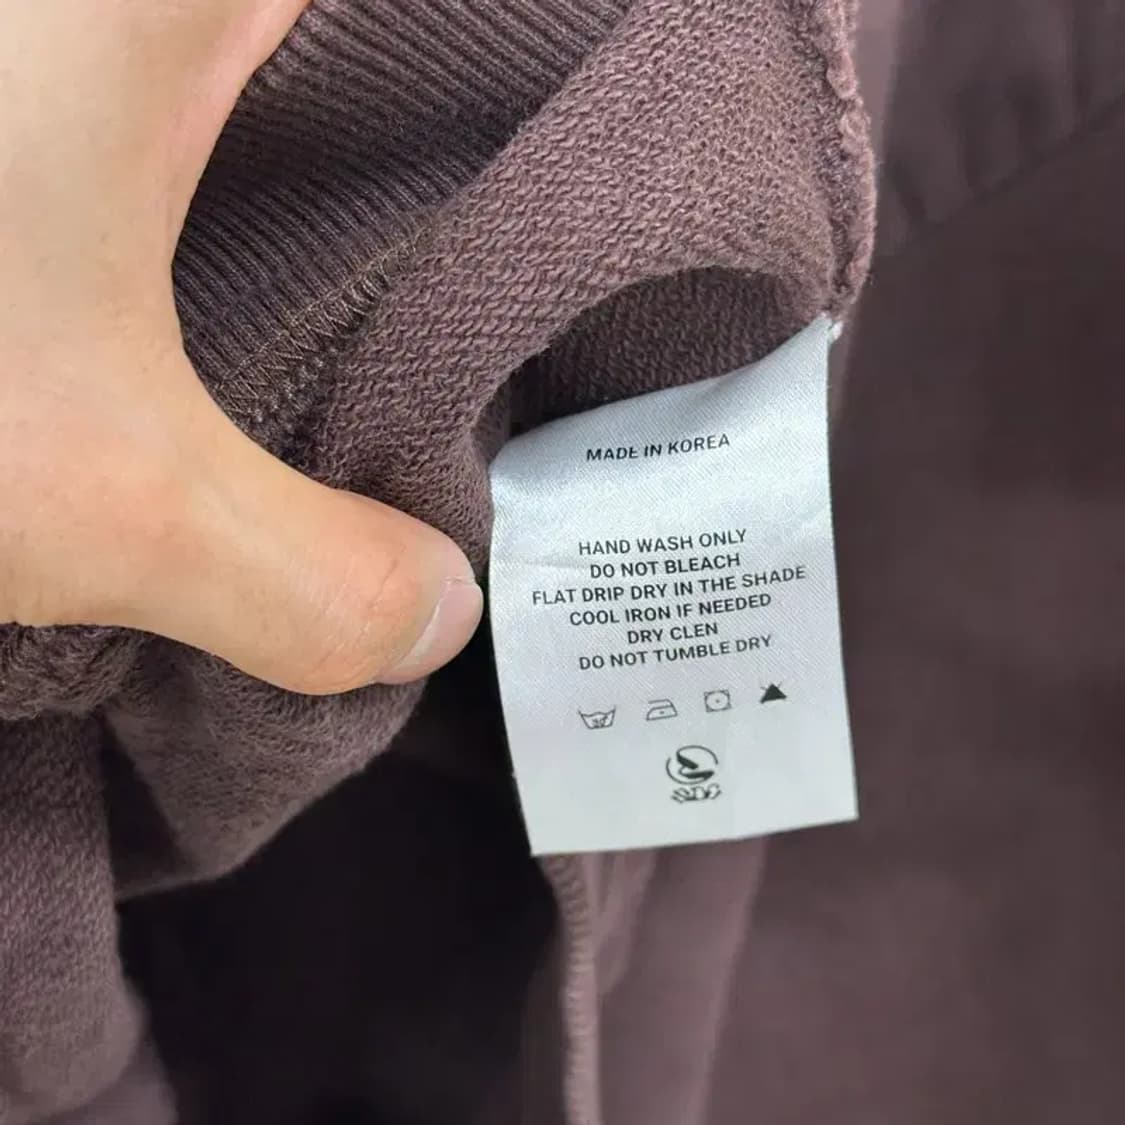 MADE IN KOREA
HAND WASH ONLY
DO NOT BLEACH
FLAT DRIP DRY IN THE SHADE
COOL IRON IF NEEDED
DRY CLEN
DO NOT TUMBLE DRY
30